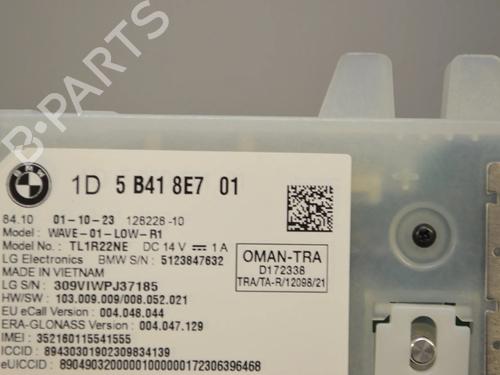 B-PARTS
BMW
1D 5 B41 8E7 01
84.10 01-10-23 126226-10
Model: WAVE-01-LOW-R1
Model No.: TL1R22NE DC 14 V ⎓ 1 A
LG Electronics BMW S/N: 5123847632
MADE IN VIETNAM
LG S/N: 309VIWPJ37185
HW/SW: 103.009.009/008.052.021
EU eCall Version: 004.048.044
ERA-GLONASS Version: 004.047.129
IMEI: 352160115541555
ICCID: 89430301902309834139
eUICCID: 89049032000001000000172306396468
OMAN-TRA
D172338
TRA/TA-R/12098/21